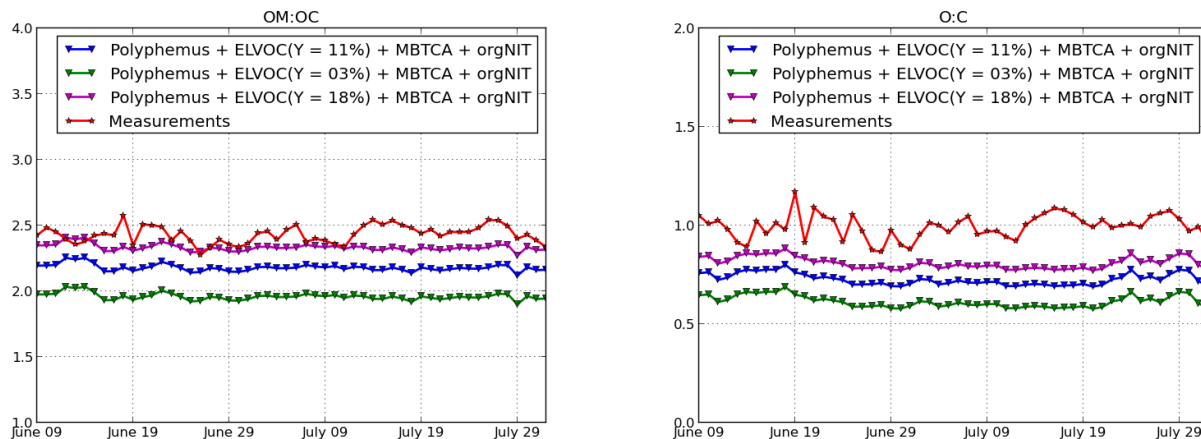 OM:OC
4.0
3.5
3.0
2.5
2.0
1.5
1.0
Polyphemus + ELVOC(Y = 11%) + MBTCA + orgNIT
Polyphemus + ELVOC(Y = 03%) + MBTCA + orgNIT
Polyphemus + ELVOC(Y = 18%) + MBTCA + orgNIT
Measurements
June 09 June 19 June 29 July 09 July 19 July 29
O:C
2.0
1.5
1.0
0.5
0.0
Polyphemus + ELVOC(Y = 11%) + MBTCA + orgNIT
Polyphemus + ELVOC(Y = 03%) + MBTCA + orgNIT
Polyphemus + ELVOC(Y = 18%) + MBTCA + orgNIT
Measurements
June 09 June 19 June 29 July 09 July 19 July 29